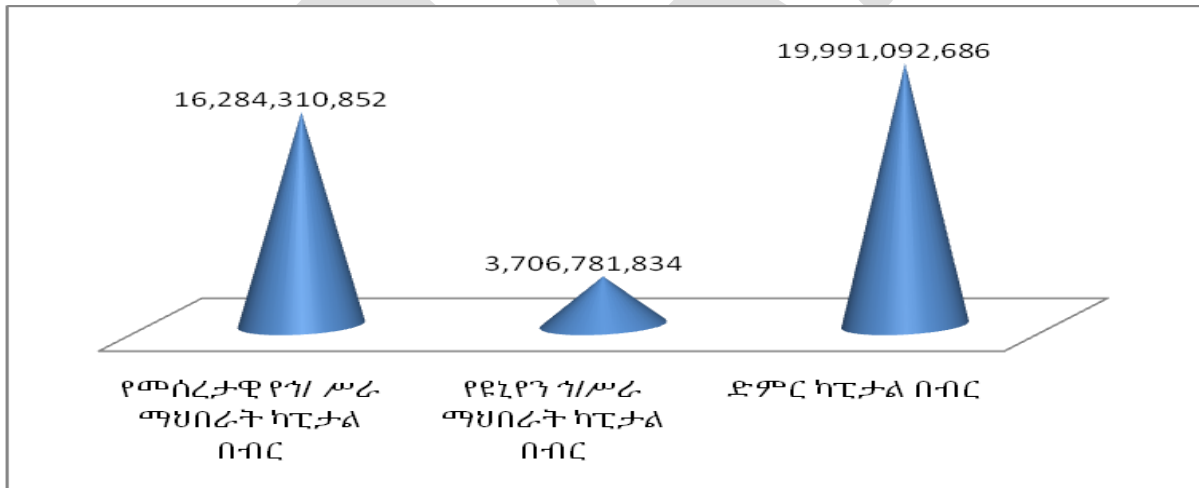 19,991,092,686
16,284,310,852
3,706,781,834
የመሰረታዊ የኅ/ ሥራ
ማህበራት ካፒታል
በብር
የዩኒየን ኅ/ሥራ
ማህበራት ካፒታል
በብር
ድምር ካፒታል በብር